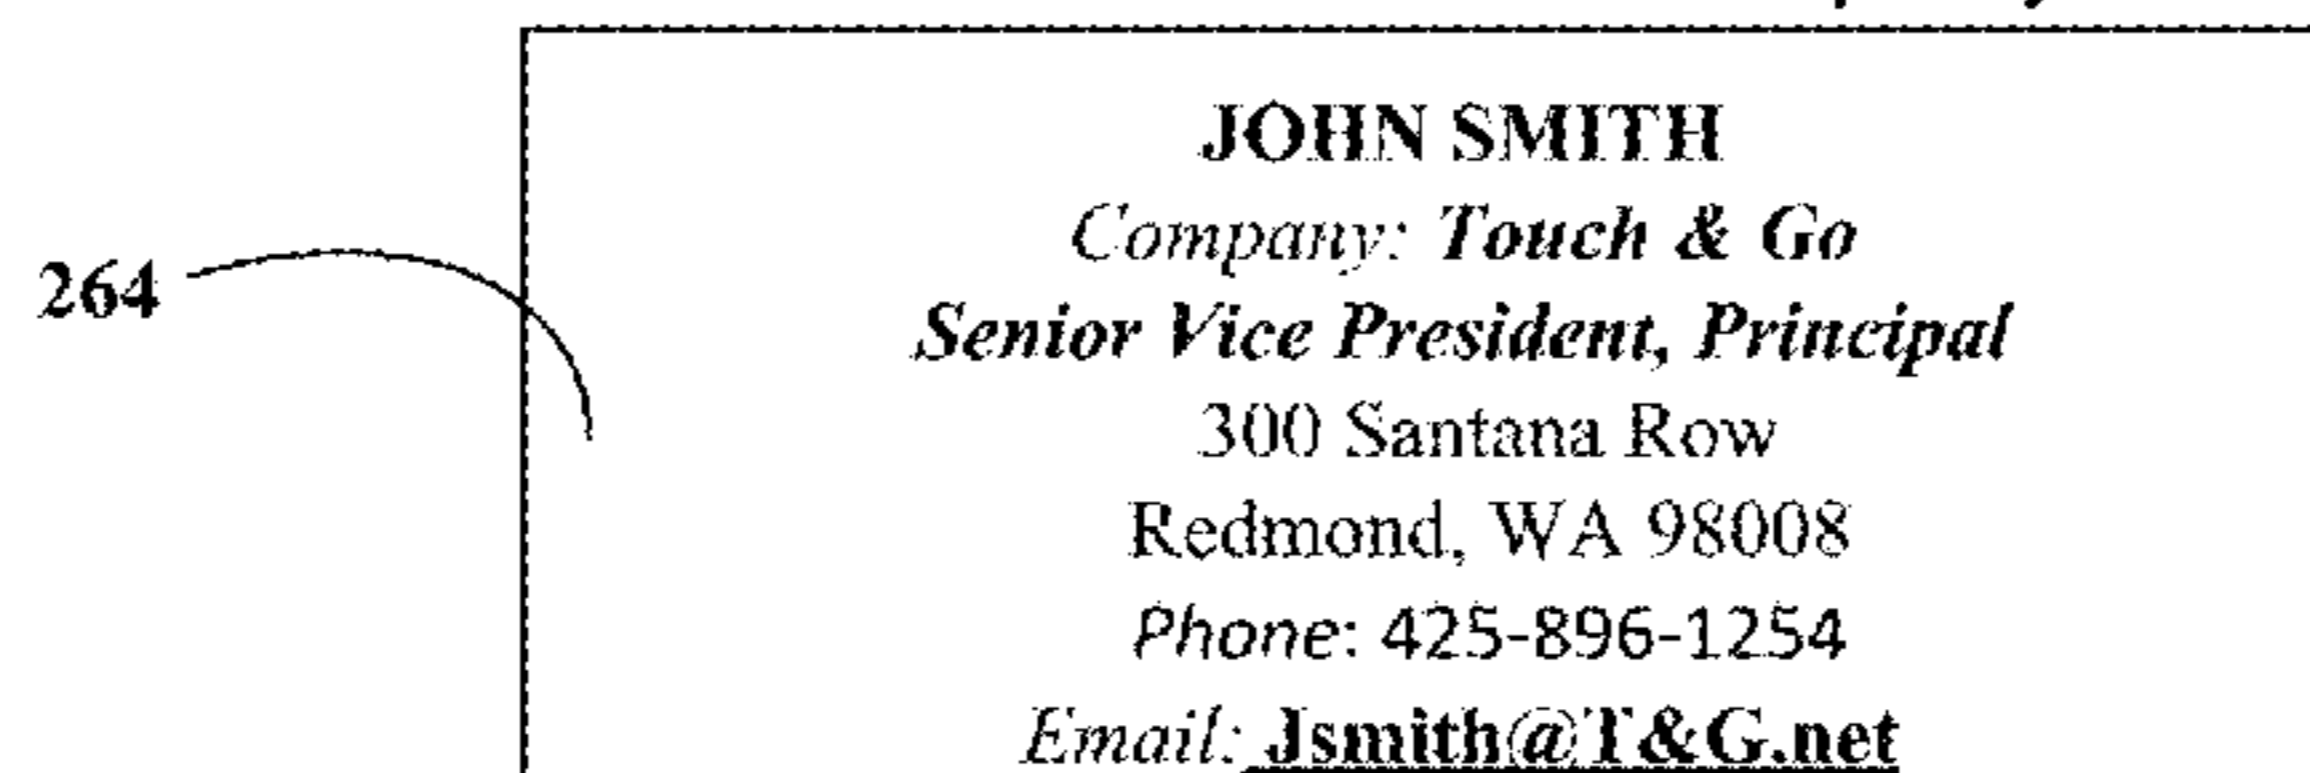 JOHN SMITH
Company: Touch & Go
264
Senior Vice President, Principal
300 Santana Row
Redmond, WA 98008
Phone: 425-896-1254
Email: Jsmith@T&G.net